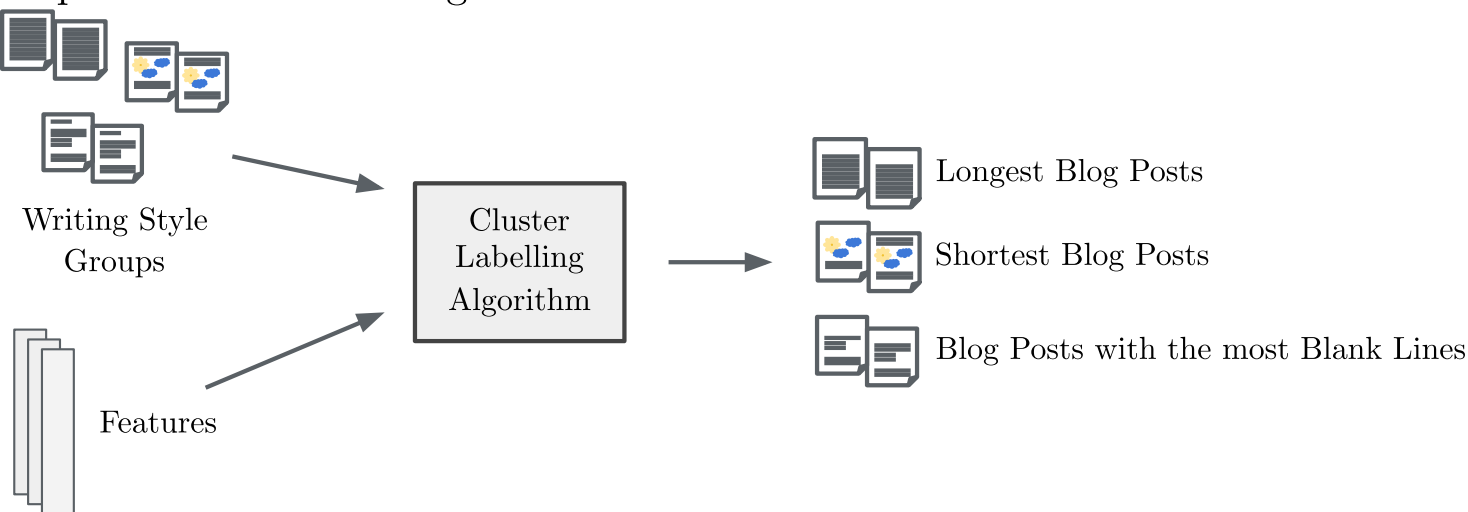 Writing Style
Groups
Features
Cluster
Labelling
Algorithm
Longest Blog Posts
Shortest Blog Posts
Blog Posts with the most Blank Lines